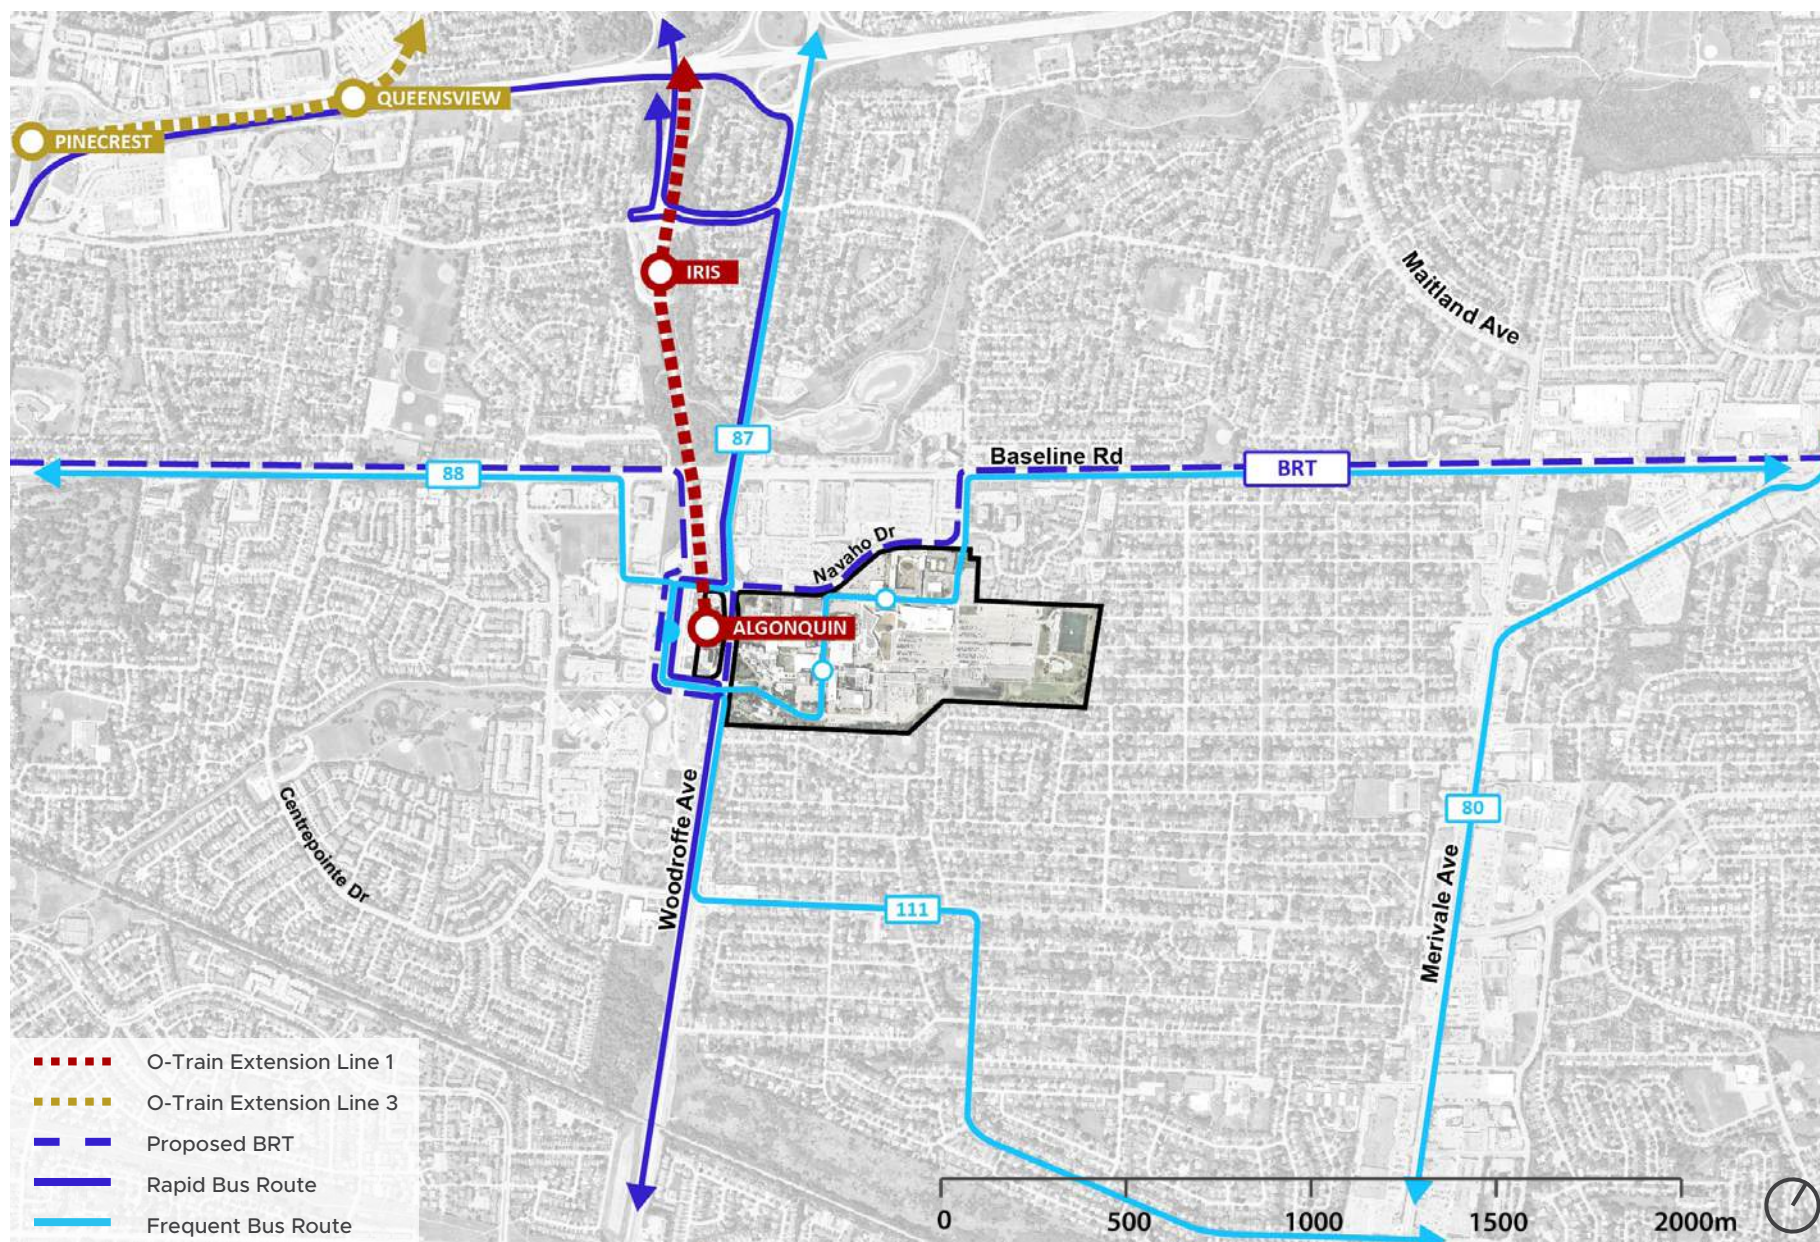 QUEENSVIEW
PINECREST
IRIS
Maitland Ave
87
88
Baseline Rd
BRT
Navaho Dr
ALGONQUIN
80
Centrepointe Dr
Woodroffe Ave
111
Merivale Ave
O-Train Extension Line 1
O-Train Extension Line 3
Proposed BRT
Rapid Bus Route
Frequent Bus Route
0 500 1000 1500 2000m